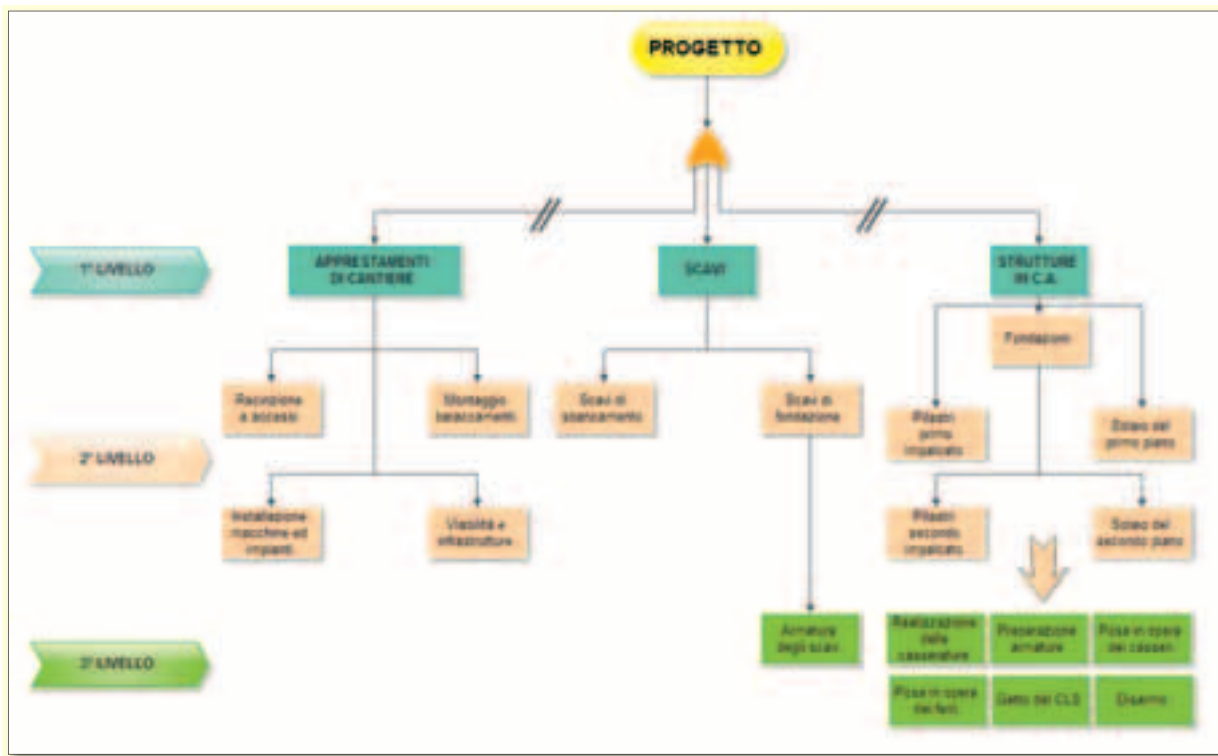 PROGETTO
1° LIVELLO
APPRESTAMENTI
DI CANTIERE
SCAVI
STRUTTURE
IN C.A.
Fondazioni
2° LIVELLO
Recinzione
e accessi
Montaggio
baraccamenti
Scavi di
sbancamento
Scavi di
fondazione
Pilastri
primo
impalcato
Solaio del
primo piano
Installazione
macchine ed
impianti
Viabilità e
infrastrutture
Pilastri
secondo
impalcato
Solaio del
secondo piano
3° LIVELLO
Armatura
degli scavi
Realizzazione
delle
casserature
Preparazione
armature
Posa in opera
dei casseri
Posa in opera
dei ferri
Getto del CLS
Disarmo